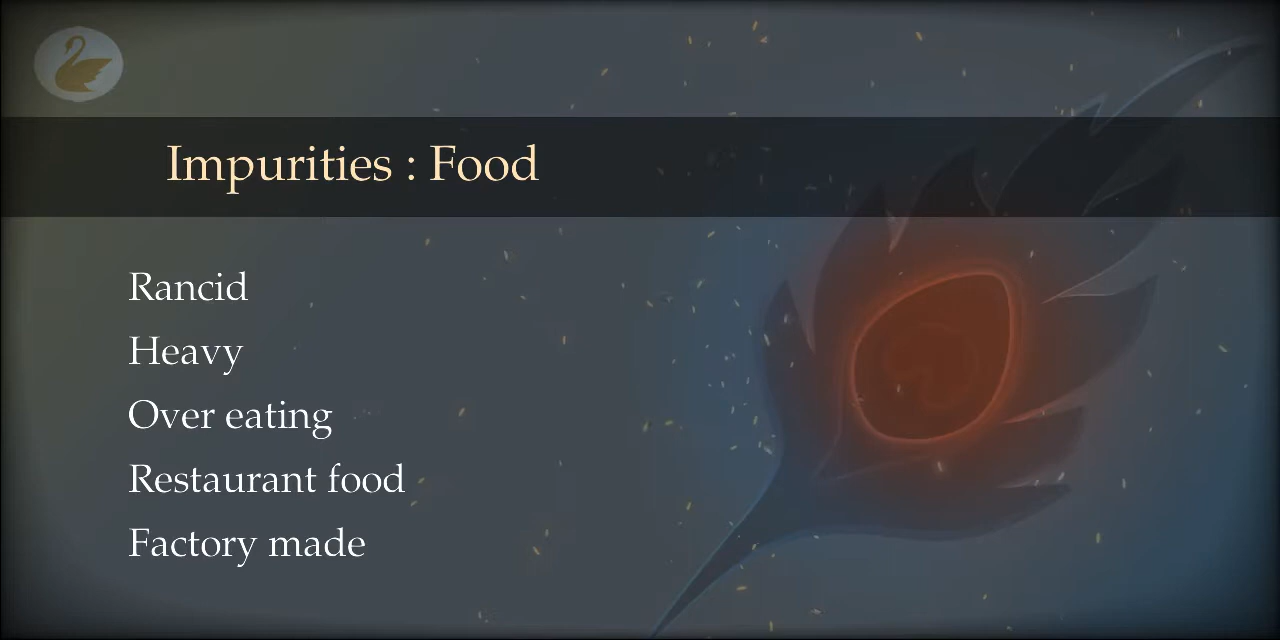 Impurities : Food
Rancid
Heavy
Over eating
Restaurant food
Factory made